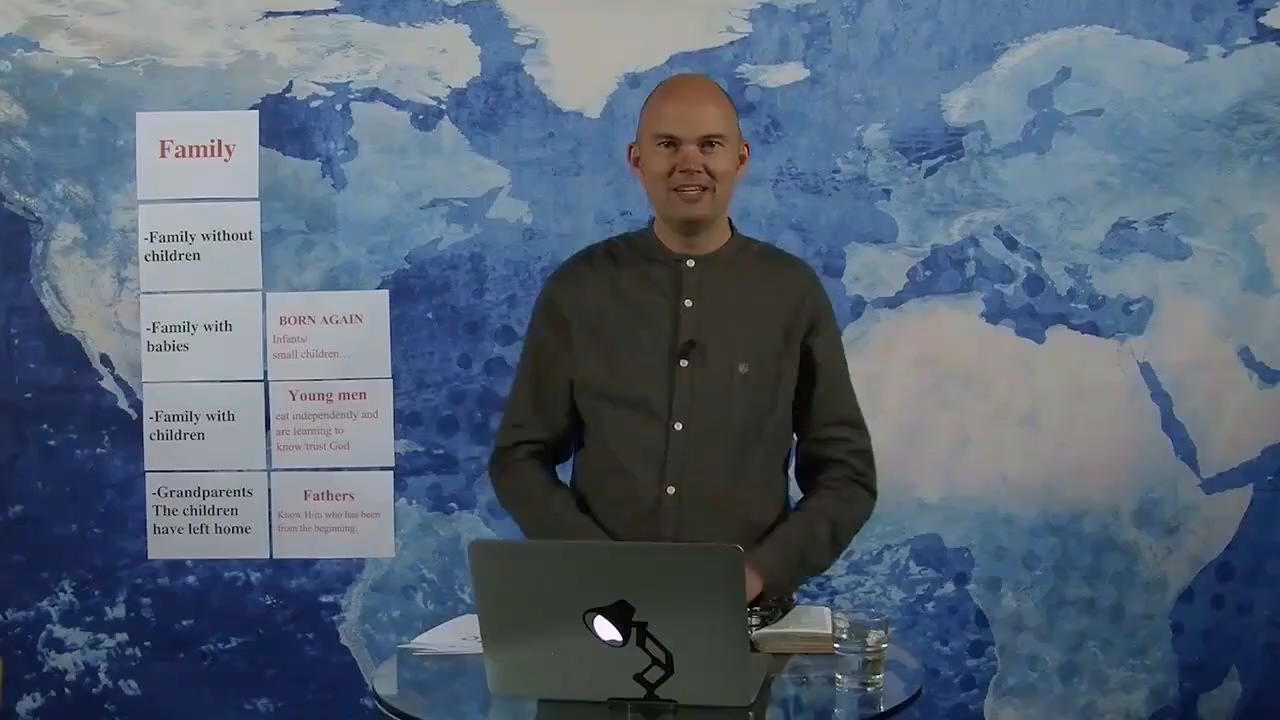 Family
-Family without
children
-Family with
babies
BORN AGAIN
Infants/
small children...
-Family with
children
Young men
eat independently and
are learning to
know/trust God
-Grandparents
The children
have left home
Fathers
Know Him who has been
from the beginning.